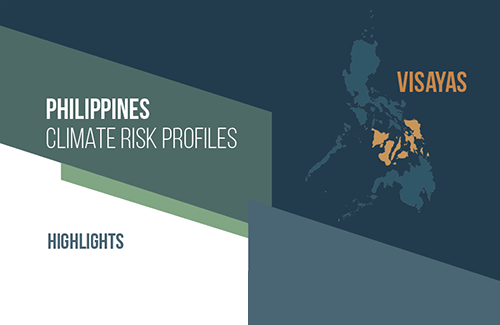 VISAYAS
PHILIPPINES
CLIMATE RISK PROFILES
HIGHLIGHTS